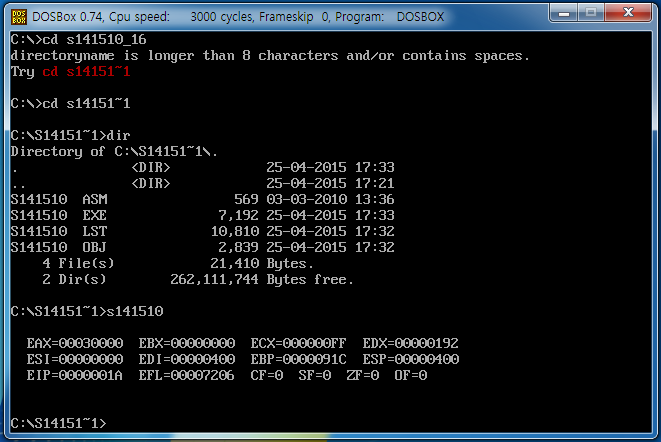 DOS BOX DOSBox 0.74, Cpu speed: 3000 cycles, Frameskip 0, Program: DOSBOX
C:\>cd s141510_16
directoryname is longer than 8 characters and/or contains spaces.
Try cd s14151~1
C:\>cd s14151~1
C:\S14151~1>dir
Directory of C:\S14151~1\.
. <DIR> 25-04-2015 17:33
.. <DIR> 25-04-2015 17:21
S141510 ASM 569 03-03-2010 13:36
S141510 EXE 7,192 25-04-2015 17:33
S141510 LST 10,810 25-04-2015 17:32
S141510 OBJ 2,839 25-04-2015 17:32
4 File(s) 21,410 Bytes.
2 Dir(s) 262,111,744 Bytes free.
C:\S14151~1>s141510
EAX=00030000 EBX=00000000 ECX=000000FF EDX=00000192
ESI=00000000 EDI=00000400 EBP=0000091C ESP=00000400
EIP=0000001A EFL=00007206 CF=0 SF=0 ZF=0 OF=0
C:\S14151~1>